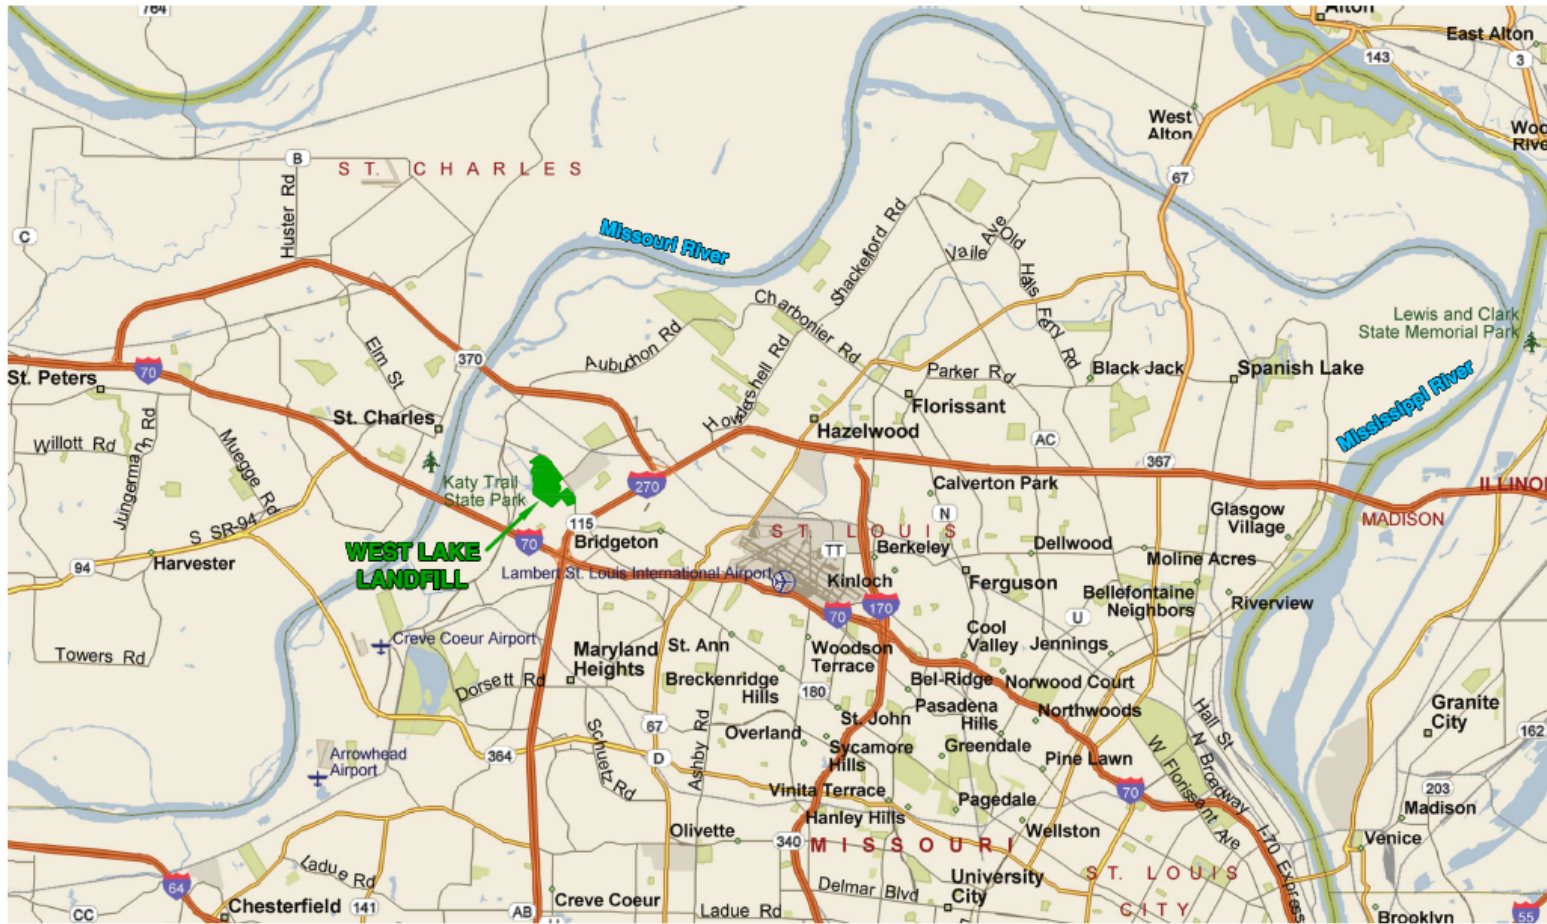 764
Alton
East Alton
143
3
West
Alton
Wood
River
B
ST. CHARLES
67
C
Huster Rd
Missouri River
Shackelford Rd
Vaile Ave
Old
Halls
Ferry Rd
Charbonier Rd
Lewis and Clark
State Memorial Park
Aubuchon Rd
Howdershell Rd
Elm St
370
70
St. Peters
Parker Rd
Black Jack
Spanish Lake
Florissant
Mississippi River
St. Charles
Hazelwood
Willott Rd
Jungermann Rd
Muegge Rd
AC
367
Katy Trail
State Park
270
Calverton Park
ILLINOI
MADISON
N
Glasgow
Village
S SR-94
115
ST. LOUIS
70
Bridgeton
WEST LAKE
LANDFILL
TT
Berkeley
Dellwood
Moline Acres
94
Harvester
Lambert St. Louis International Airport
Kinloch
Ferguson
Bellefontaine
Neighbors
Riverview
70
170
U
Creve Coeur Airport
Cool
Valley
Jennings
Towers Rd
Maryland
Heights
St. Ann
Woodson
Terrace
Dorsett Rd
Breckenridge
Hills
180
Bel-Ridge
Norwood Court
Pasadena
Hills
Northwoods
Granite
City
St. John
67
Overland
Ashby Rd
Schuetz Rd
Hall St
N Broadway
162
364
D
Sycamore
Hills
Greendale
Pine Lawn
W Florissant Ave
Arrowhead
Airport
Vinita Terrace
Pagedale
70
203
Madison
Hanley Hills
Wellston
I-70 Express
Venice
Olivette
340
MISSOURI
Ladue Rd
64
Delmar Blvd
University
City
ST. LOUIS
CITY
Creve Coeur
Chesterfield
141
AB
Ladue Rd
CC
Brooklyn
55